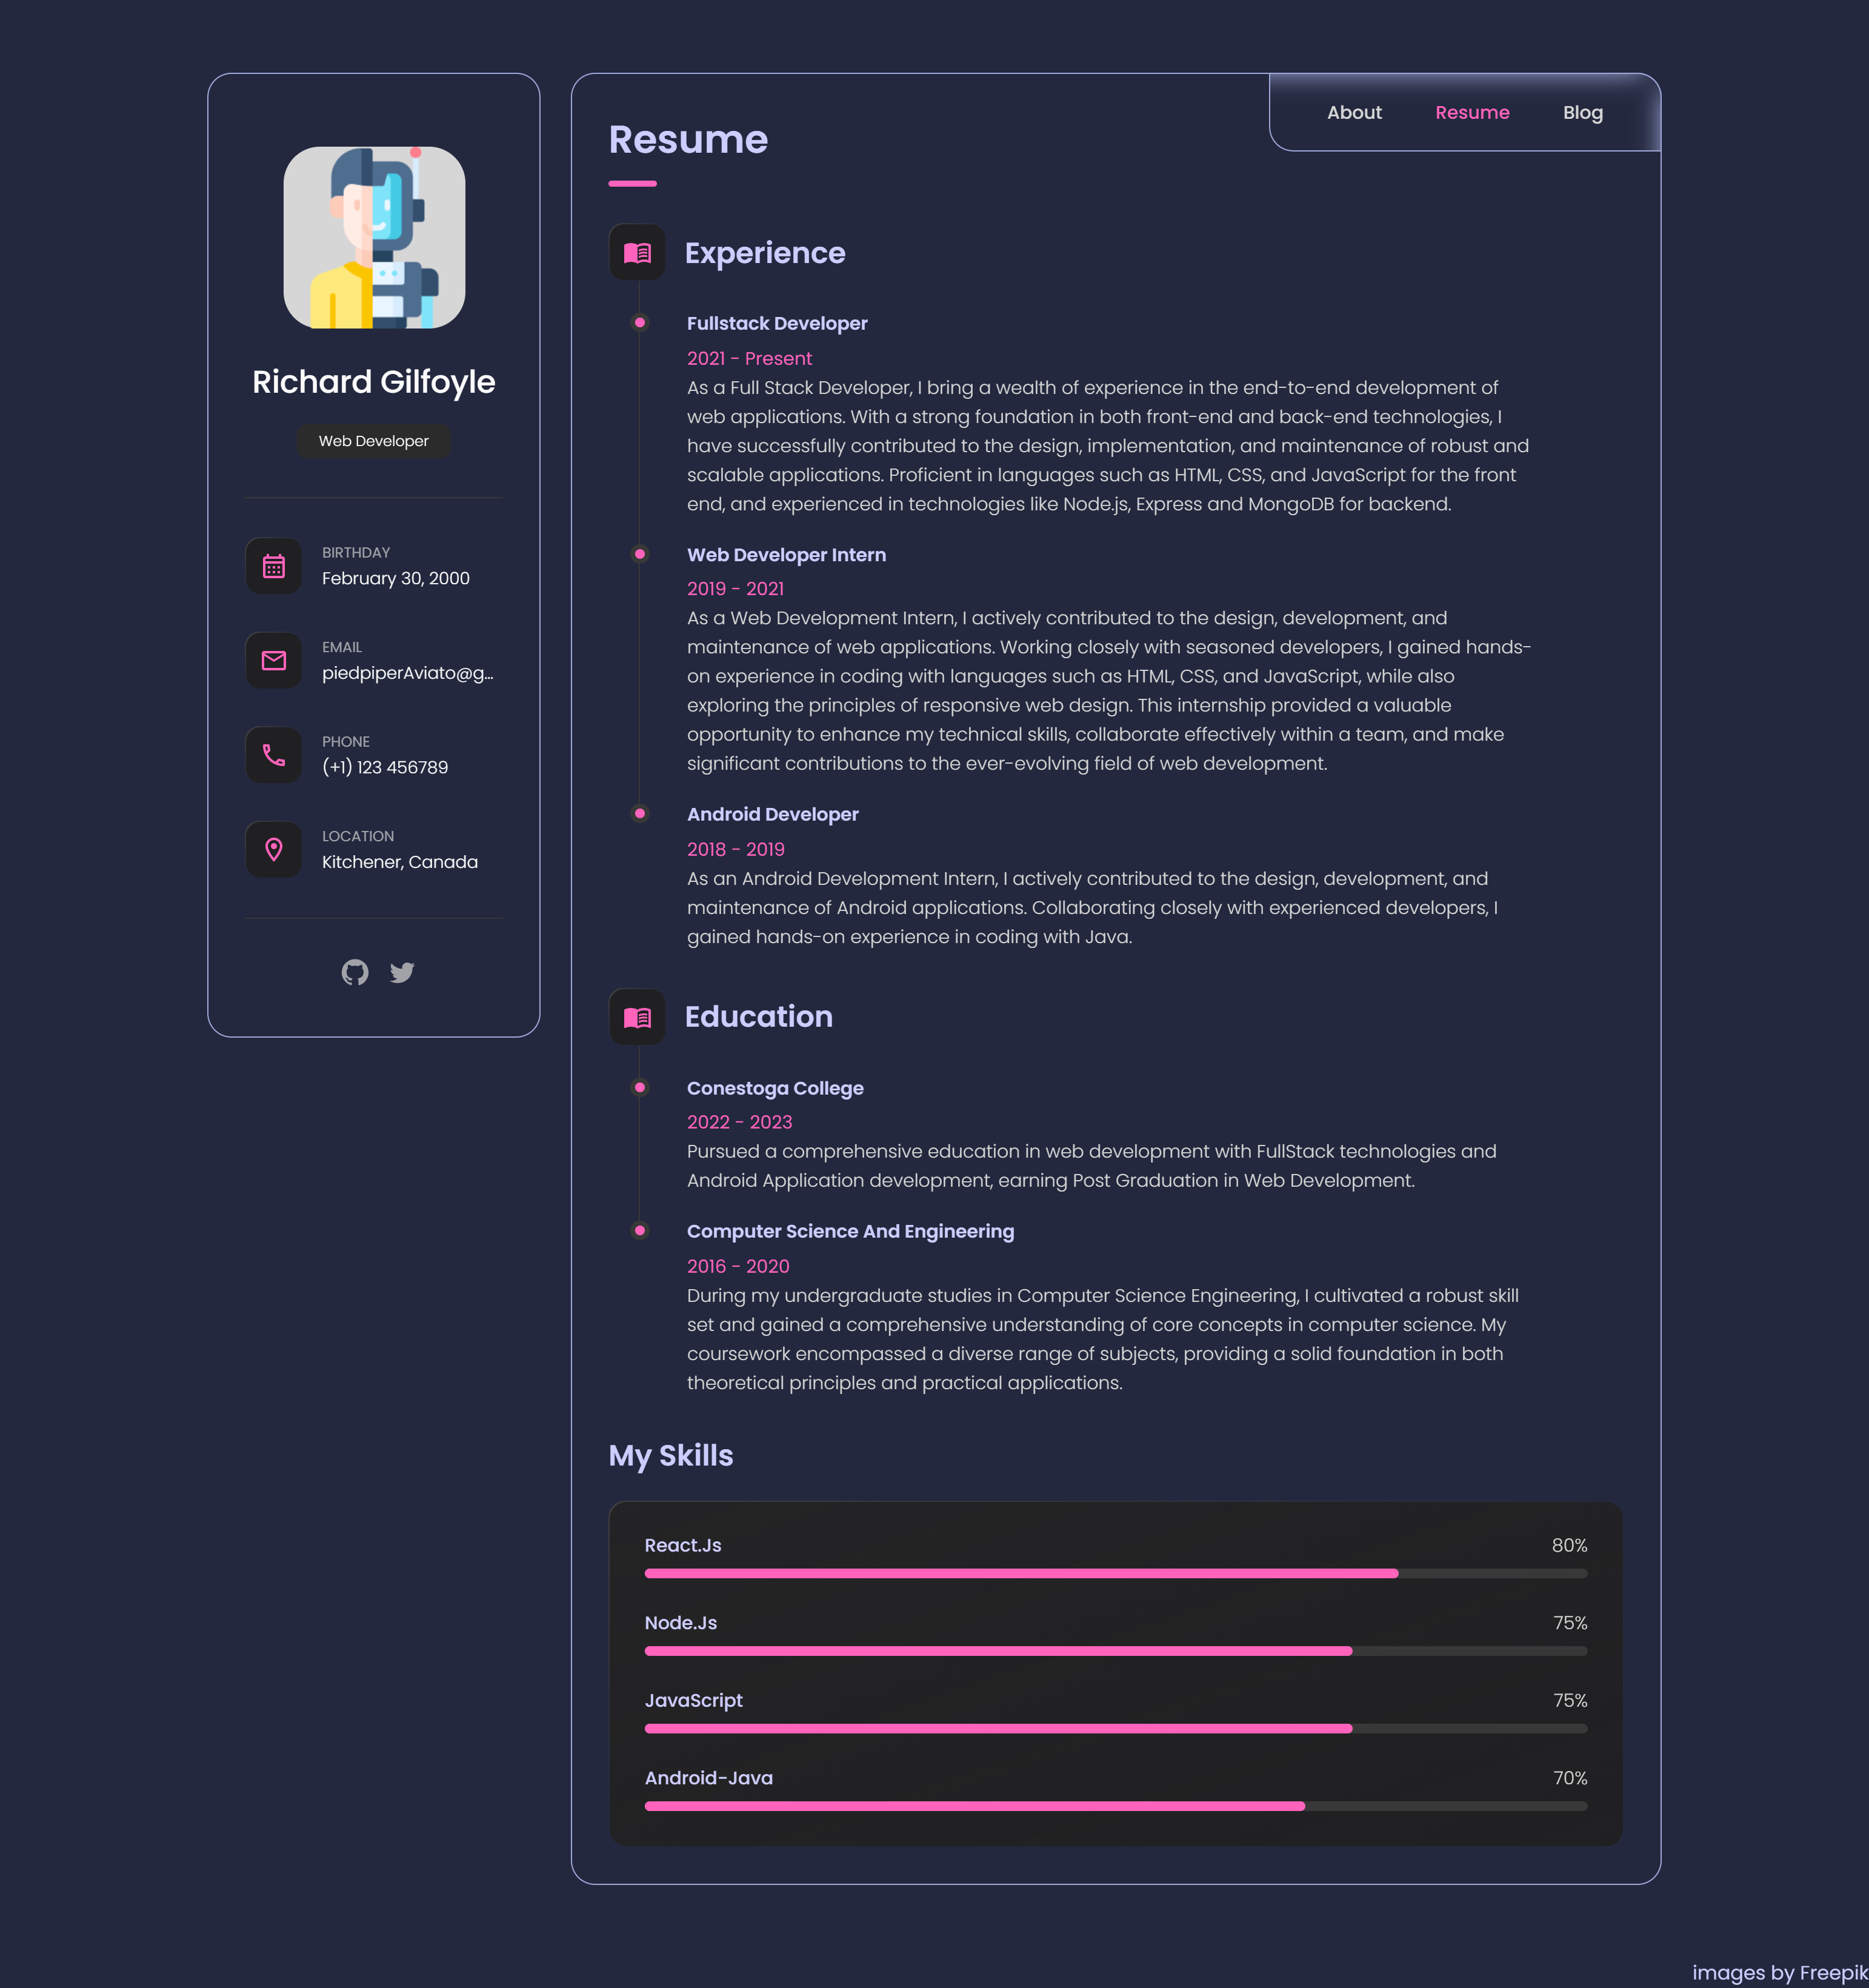 Richard Gilfoyle
Web Developer
BIRTHDAY
February 30, 2000
EMAIL
piedpiperAviato@g...
PHONE
(+1) 123 456789
LOCATION
Kitchener, Canada
About
Resume
Blog
Resume
Experience
Fullstack Developer
2021 - Present
As a Full Stack Developer, I bring a wealth of experience in the end-to-end development of
web applications. With a strong foundation in both front-end and back-end technologies, I
have successfully contributed to the design, implementation, and maintenance of robust and
scalable applications. Proficient in languages such as HTML, CSS, and JavaScript for the front
end, and experienced in technologies like Node.js, Express and MongoDB for backend.
Web Developer Intern
2019 - 2021
As a Web Development Intern, I actively contributed to the design, development, and
maintenance of web applications. Working closely with seasoned developers, I gained hands-
on experience in coding with languages such as HTML, CSS, and JavaScript, while also
exploring the principles of responsive web design. This internship provided a valuable
opportunity to enhance my technical skills, collaborate effectively within a team, and make
significant contributions to the ever-evolving field of web development.
Android Developer
2018 - 2019
As an Android Development Intern, I actively contributed to the design, development, and
maintenance of Android applications. Collaborating closely with experienced developers, I
gained hands-on experience in coding with Java.
Education
Conestoga College
2022 - 2023
Pursued a comprehensive education in web development with FullStack technologies and
Android Application development, earning Post Graduation in Web Development.
Computer Science And Engineering
2016 - 2020
During my undergraduate studies in Computer Science Engineering, I cultivated a robust skill
set and gained a comprehensive understanding of core concepts in computer science. My
coursework encompassed a diverse range of subjects, providing a solid foundation in both
theoretical principles and practical applications.
My Skills
React.Js 80%
Node.Js 75%
JavaScript 75%
Android-Java 70%
images by Freepik